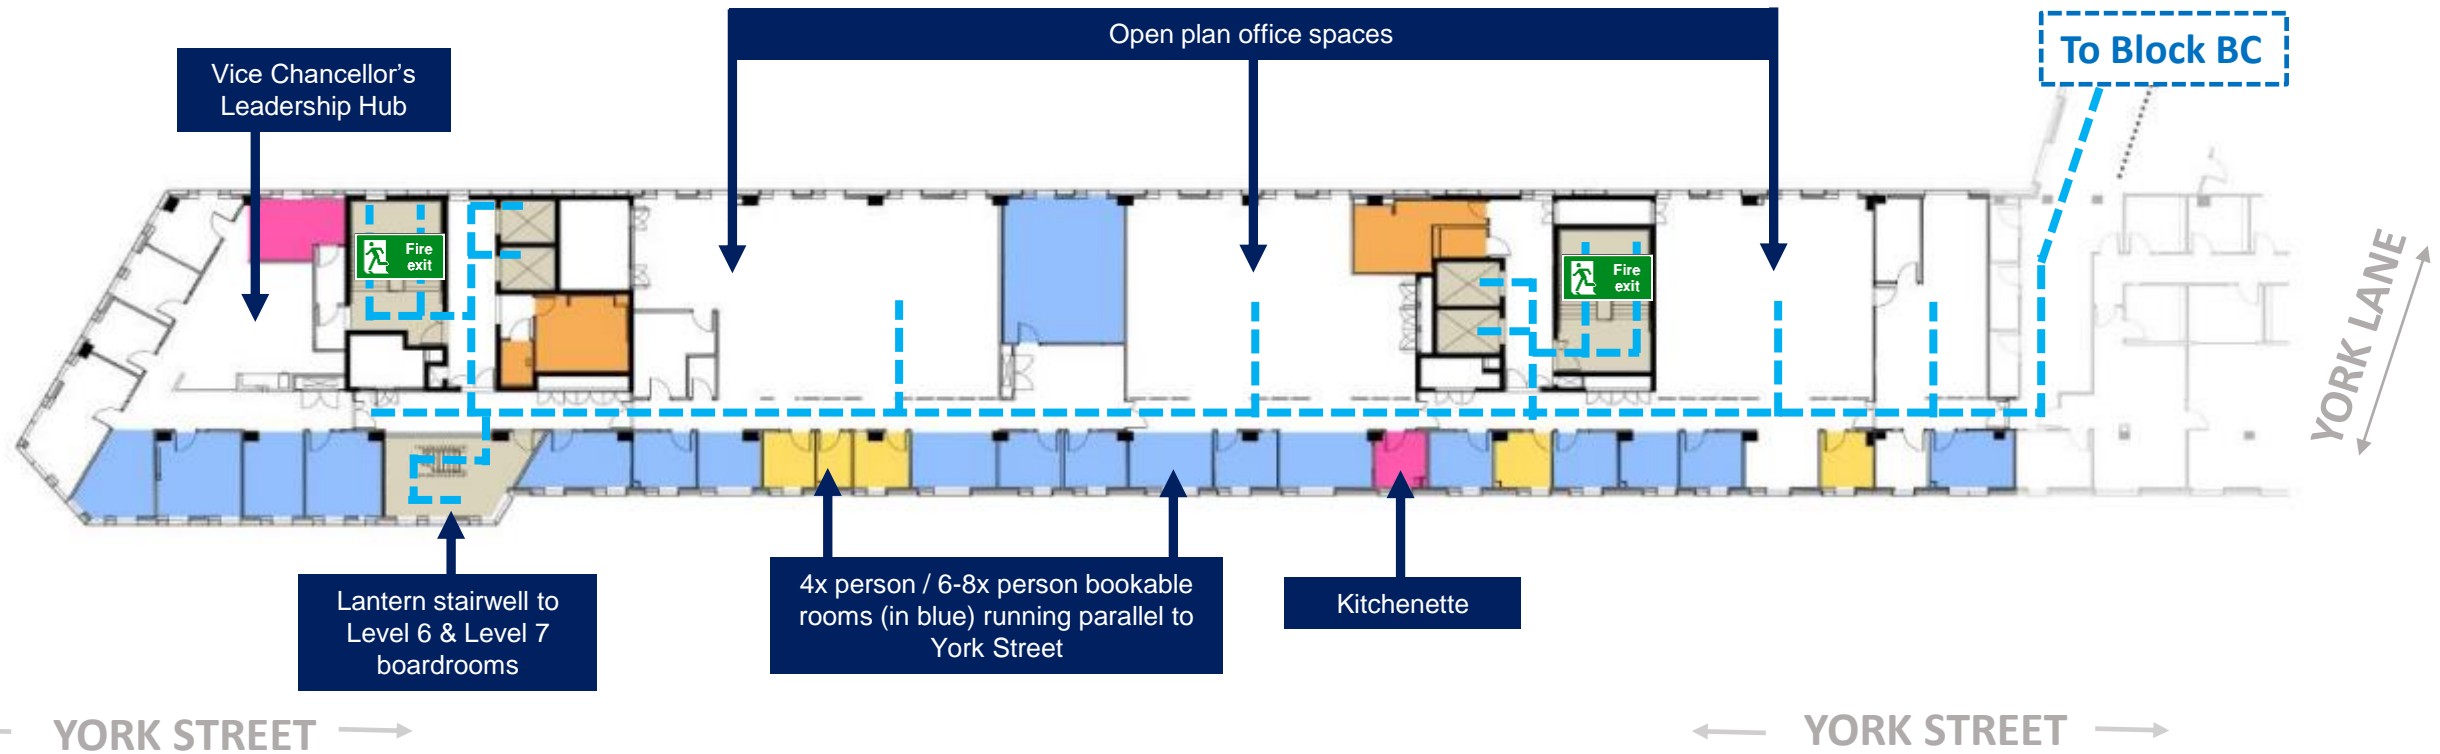 Open plan office spaces
To Block BC
Vice Chancellor's
Leadership Hub
Fire
exit
Fire
exit
YORK LANE
Lantern stairwell to
Level 6 & Level 7
boardrooms
4x person / 6-8x person bookable
rooms (in blue) running parallel to
York Street
Kitchenette
YORK STREET
YORK STREET